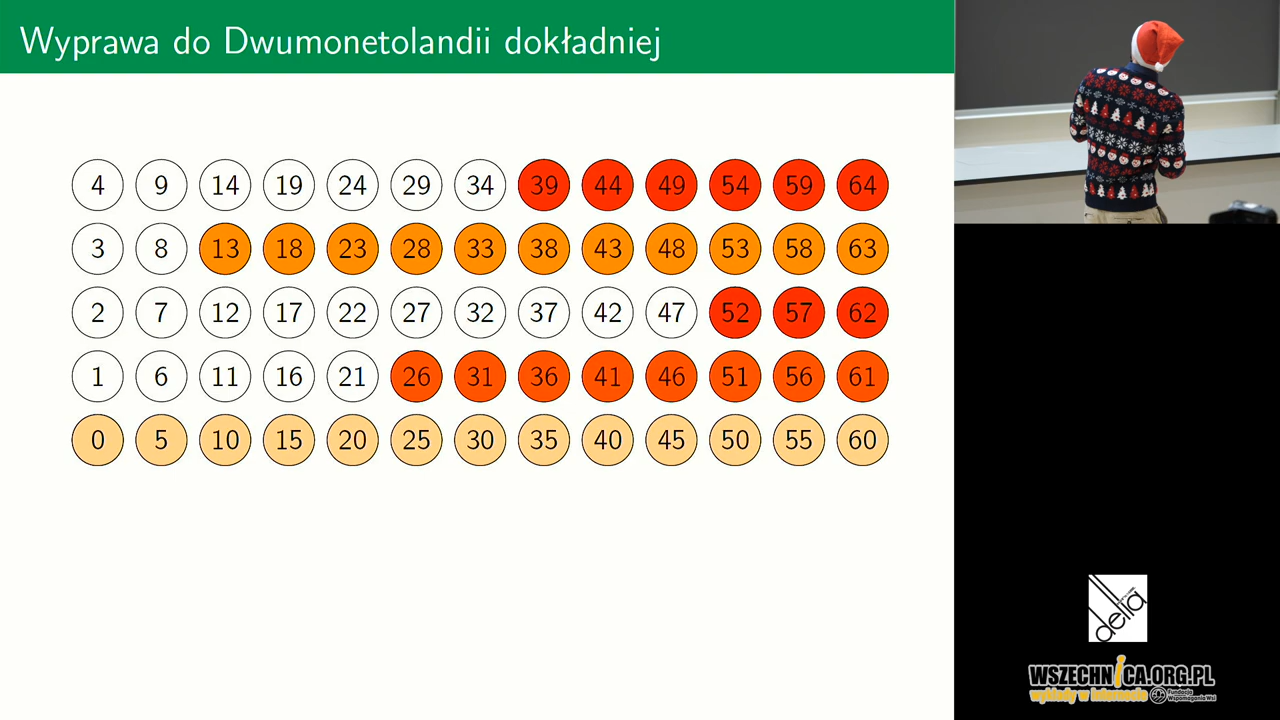 Wyprawa do Dwumonetolandii dokładniej
4 9 14 19 24 29 34 39 44 49 54 59 64
3 8 13 18 23 28 33 38 43 48 53 58 63
2 7 12 17 22 27 32 37 42 47 52 57 62
1 6 11 16 21 26 31 36 41 46 51 56 61
0 5 10 15 20 25 30 35 40 45 50 55 60
delta
WSZECHNiCA.ORG.PL
wykłady w internecie
Fundacja
Wspomagania Wsi